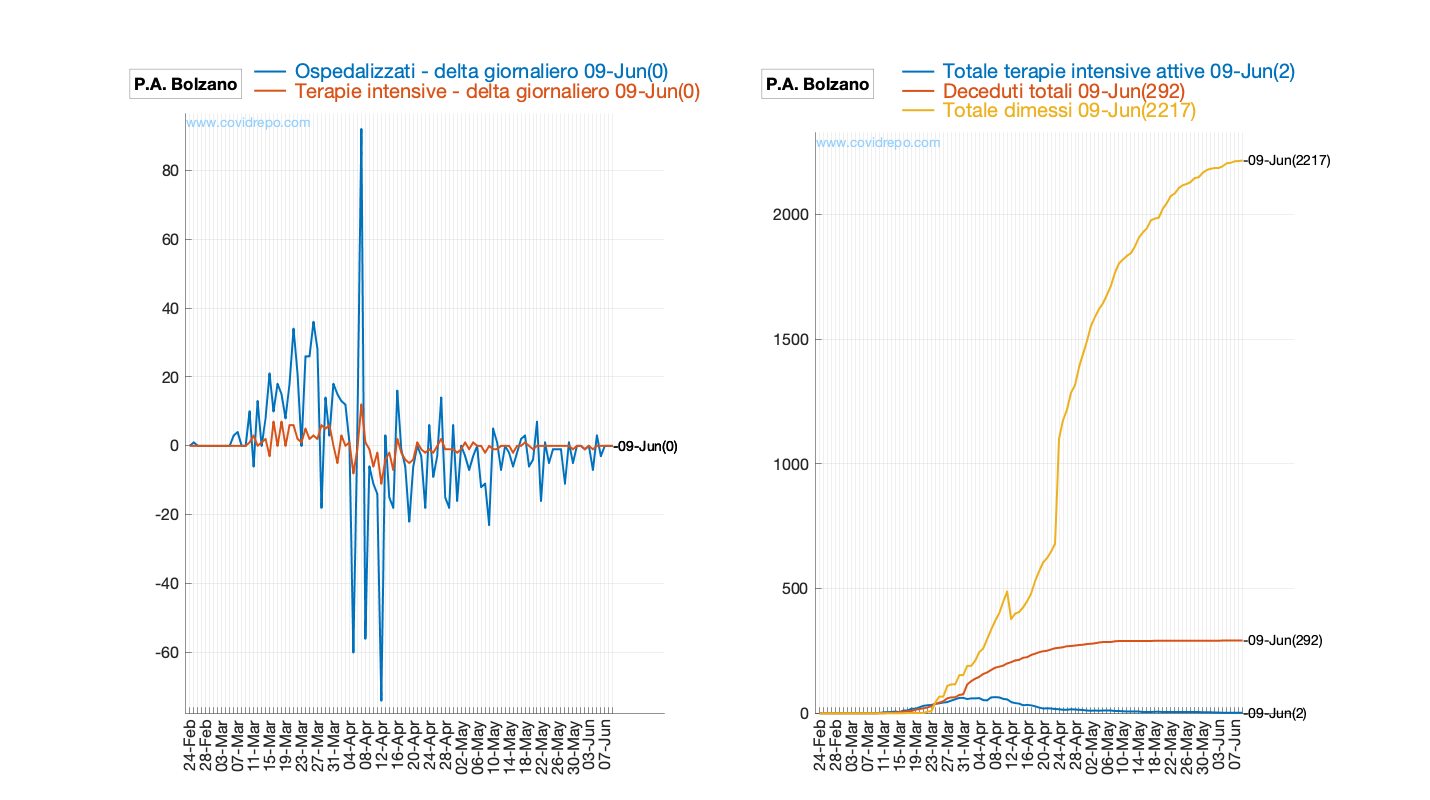 P.A. Bolzano
Ospedalizzati - delta giornaliero 09-Jun(0)
Terapie intensive - delta giornaliero 09-Jun(0)
www.covidrepo.com
80
60
40
20
0
-20
-40
-60
-09-Jun(0)
24-Feb
28-Feb
03-Mar
07-Mar
11-Mar
15-Mar
19-Mar
23-Mar
27-Mar
31-Mar
04-Apr
08-Apr
12-Apr
16-Apr
20-Apr
24-Apr
28-Apr
02-May
06-May
10-May
14-May
18-May
22-May
26-May
30-May
03-Jun
07-Jun
P.A. Bolzano
Totale terapie intensive attive 09-Jun(2)
Deceduti totali 09-Jun(292)
Totale dimessi 09-Jun(2217)
www.covidrepo.com
2000
1500
1000
500
0
-09-Jun(2217)
-09-Jun(292)
-09-Jun(2)
24-Feb
28-Feb
03-Mar
07-Mar
11-Mar
15-Mar
19-Mar
23-Mar
27-Mar
31-Mar
04-Apr
08-Apr
12-Apr
16-Apr
20-Apr
24-Apr
28-Apr
02-May
06-May
10-May
14-May
18-May
22-May
26-May
30-May
03-Jun
07-Jun